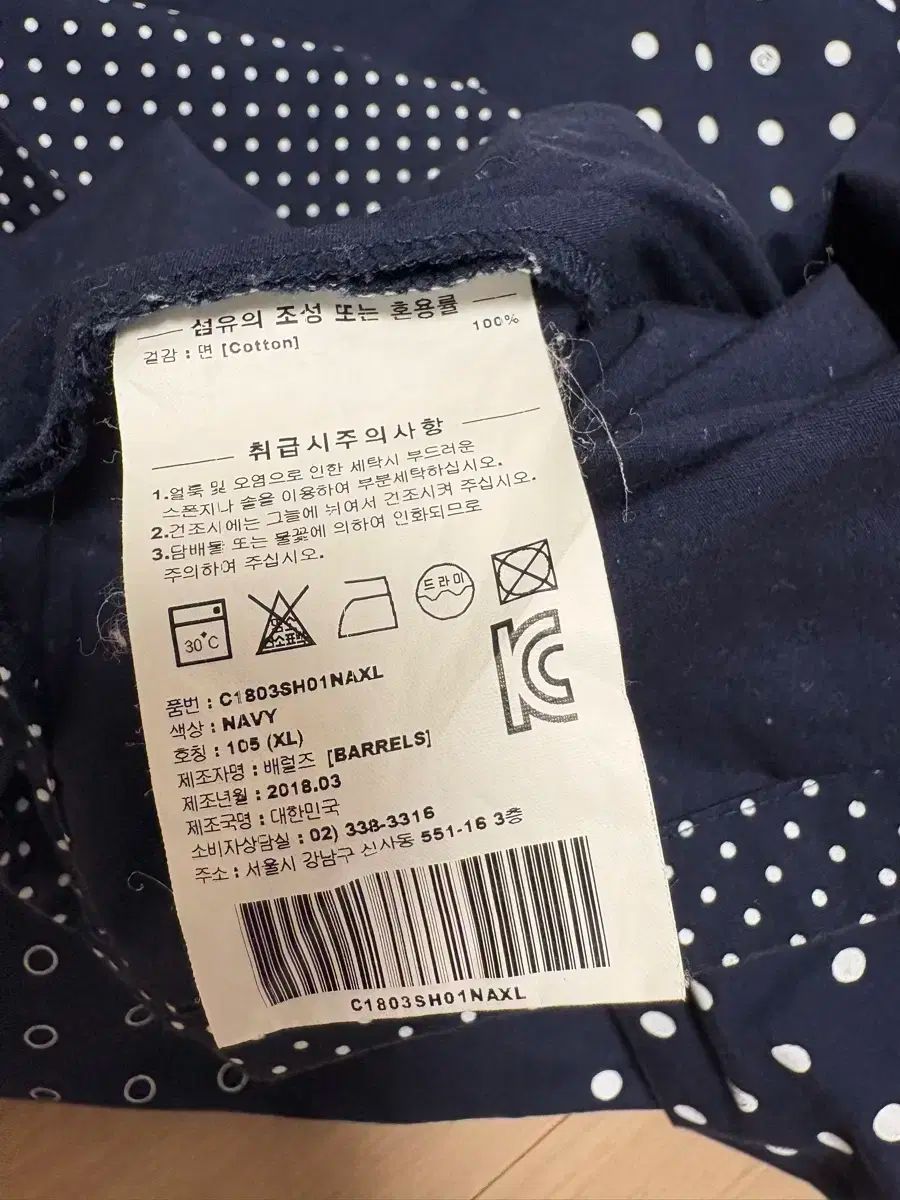 섬유의 조성 또는 혼용률
겉감 : 면 [Cotton] 100%
취급시주의사항
1.얼룩 및 오염으로 인한 세탁시 부드러운
스폰지나 솔을 이용하여 부분세탁하십시오.
2.건조시에는 그늘에 뉘어서 건조시켜 주십시오.
3.담배불 또는 불꽃에 의하여 인화되므로
주의하여 주십시오.
30°C
염소
산소표백
드라이
품번 : C1803SH01NAXL
색상 : NAVY
호칭 : 105 (XL)
제조자명 : 배럴즈 [BARRELS]
제조년월 : 2018.03
제조국명 : 대한민국
소비자상담실 : 02) 338-3316
주소 : 서울시 강남구 신사동 551-16 3층
C1803SH01NAXL